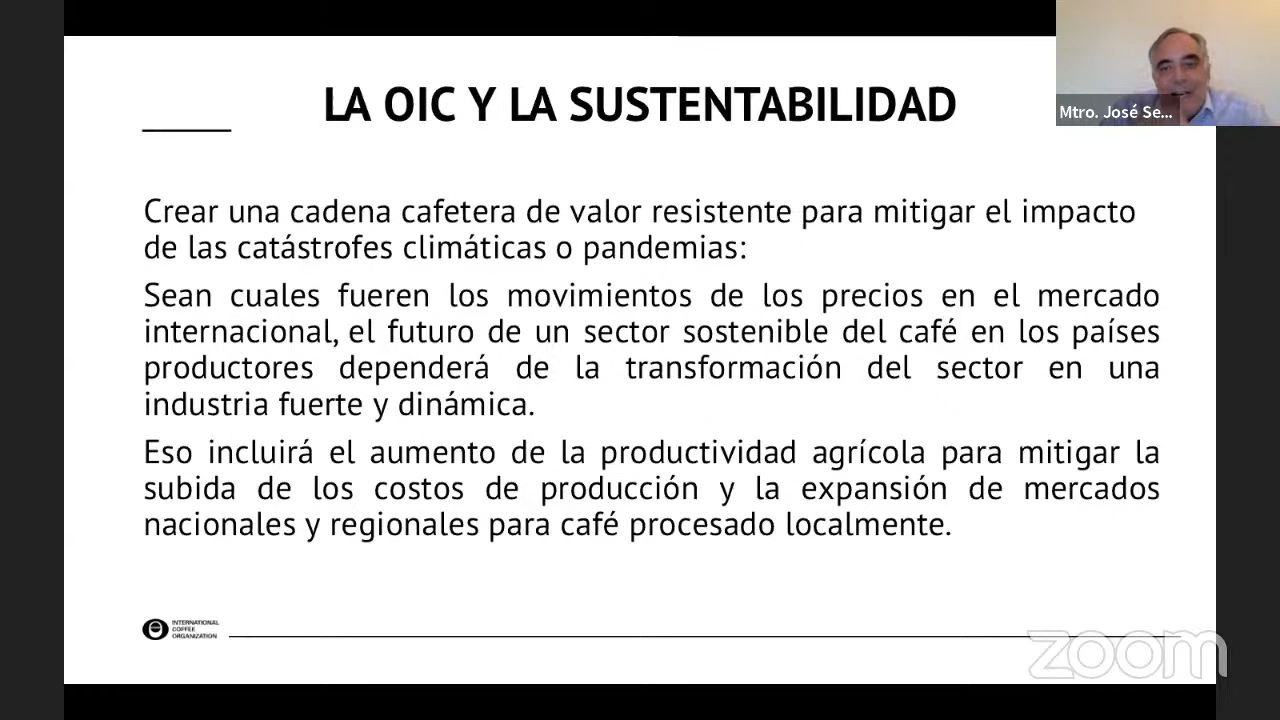 LA OIC Y LA SUSTENTABILIDAD
Mtro. José Se...
Crear una cadena cafetera de valor resistente para mitigar el impacto
de las catástrofes climáticas o pandemias:
Sean cuales fueren los movimientos de los precios en el mercado
internacional, el futuro de un sector sostenible del café en los países
productores dependerá de la transformación del sector en una
industria fuerte y dinámica.
Eso incluirá el aumento de la productividad agrícola para mitigar la
subida de los costos de producción y la expansión de mercados
nacionales y regionales para café procesado localmente.
INTERNATIONAL
COFFEE
ORGANIZATION
zoom